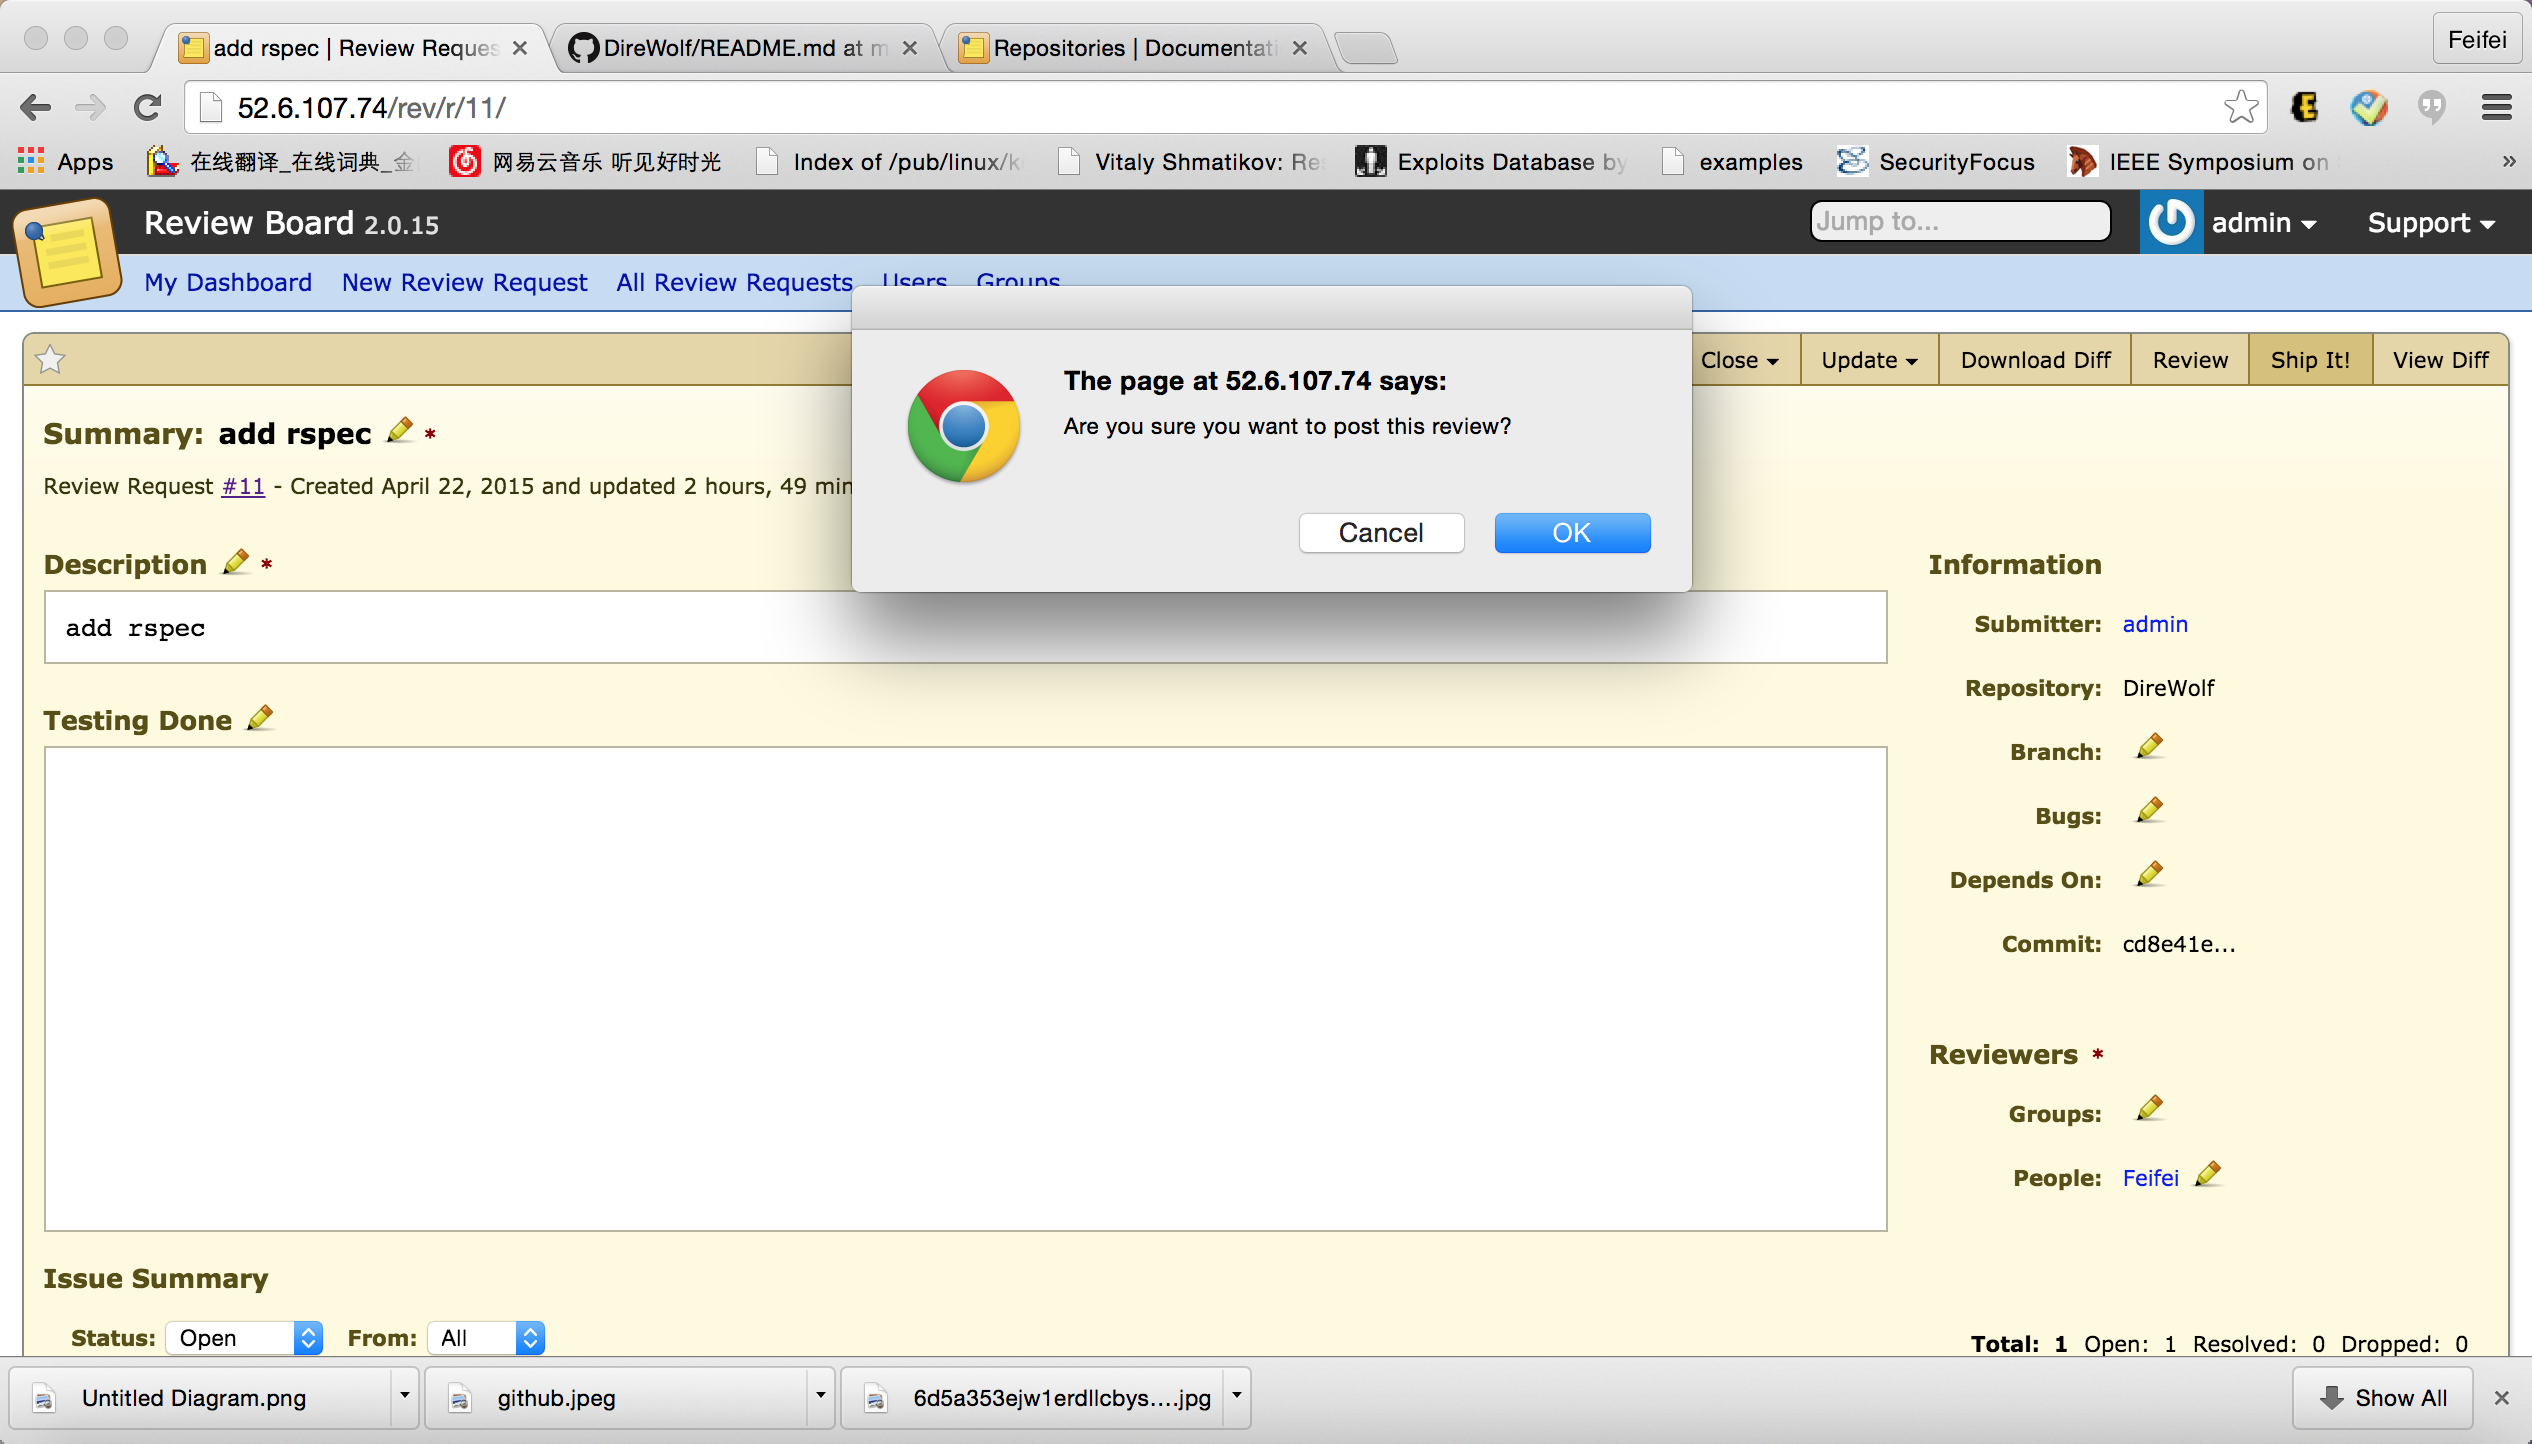 add rspec | Review Reques
DireWolf/README.md at m
Repositories | Documentati
Feifei
52.6.107.74/rev/r/11/
Apps
在线翻译_在线词典_金
网易云音乐 听见好时光
Index of /pub/linux/k
Vitaly Shmatikov: Res
Exploits Database by
examples
SecurityFocus
IEEE Symposium on
»
Review Board 2.0.15
Jump to...
admin
Support
My Dashboard
New Review Request
All Review Requests
Users
Groups
Close
Update
Download Diff
Review
Ship It!
View Diff
The page at 52.6.107.74 says:
Are you sure you want to post this review?
Cancel
OK
Summary: add rspec *
Review Request #11 - Created April 22, 2015 and updated 2 hours, 49 min
Description *
add rspec
Testing Done
Information
Submitter: admin
Repository: DireWolf
Branch:
Bugs:
Depends On:
Commit: cd8e41e...
Reviewers *
Groups:
People: Feifei
Issue Summary
Status: Open From: All
Total: 1 Open: 1 Resolved: 0 Dropped: 0
Untitled Diagram.png
github.jpeg
6d5a353ejw1erdllcbys....jpg
Show All